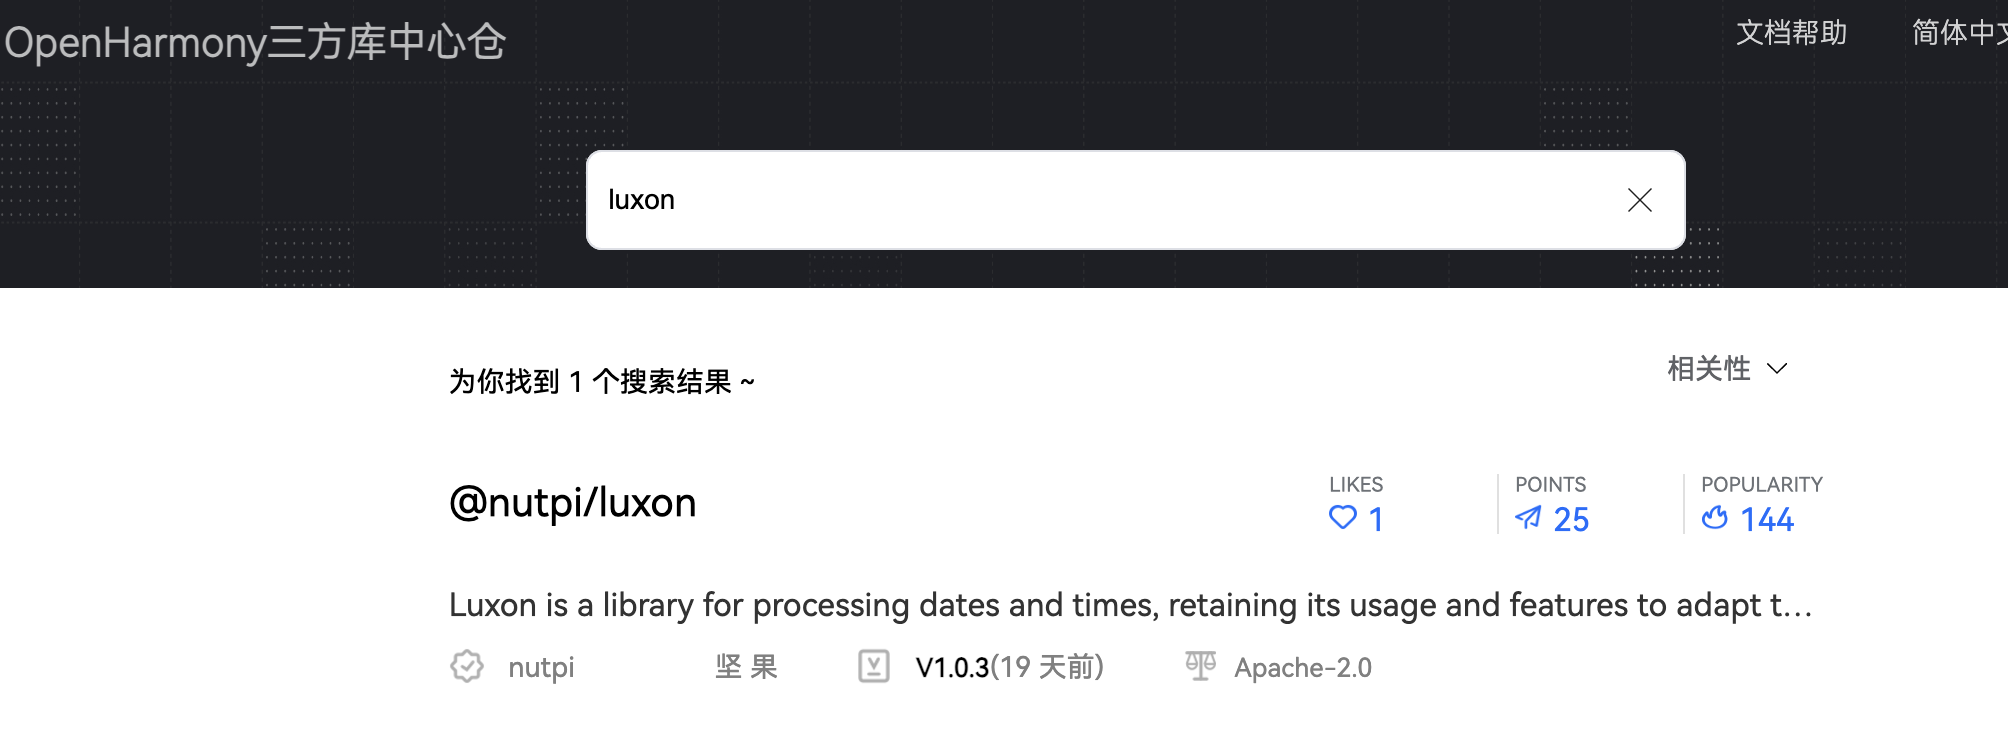 OpenHarmony三方库中心仓
文档帮助 简体中文
luxon
为你找到 1 个搜索结果 ~
相关性
@nutpi/luxon
LIKES
1
POINTS
25
POPULARITY
144
Luxon is a library for processing dates and times, retaining its usage and features to adapt t...
nutpi 坚 果 V1.0.3(19 天前) Apache-2.0